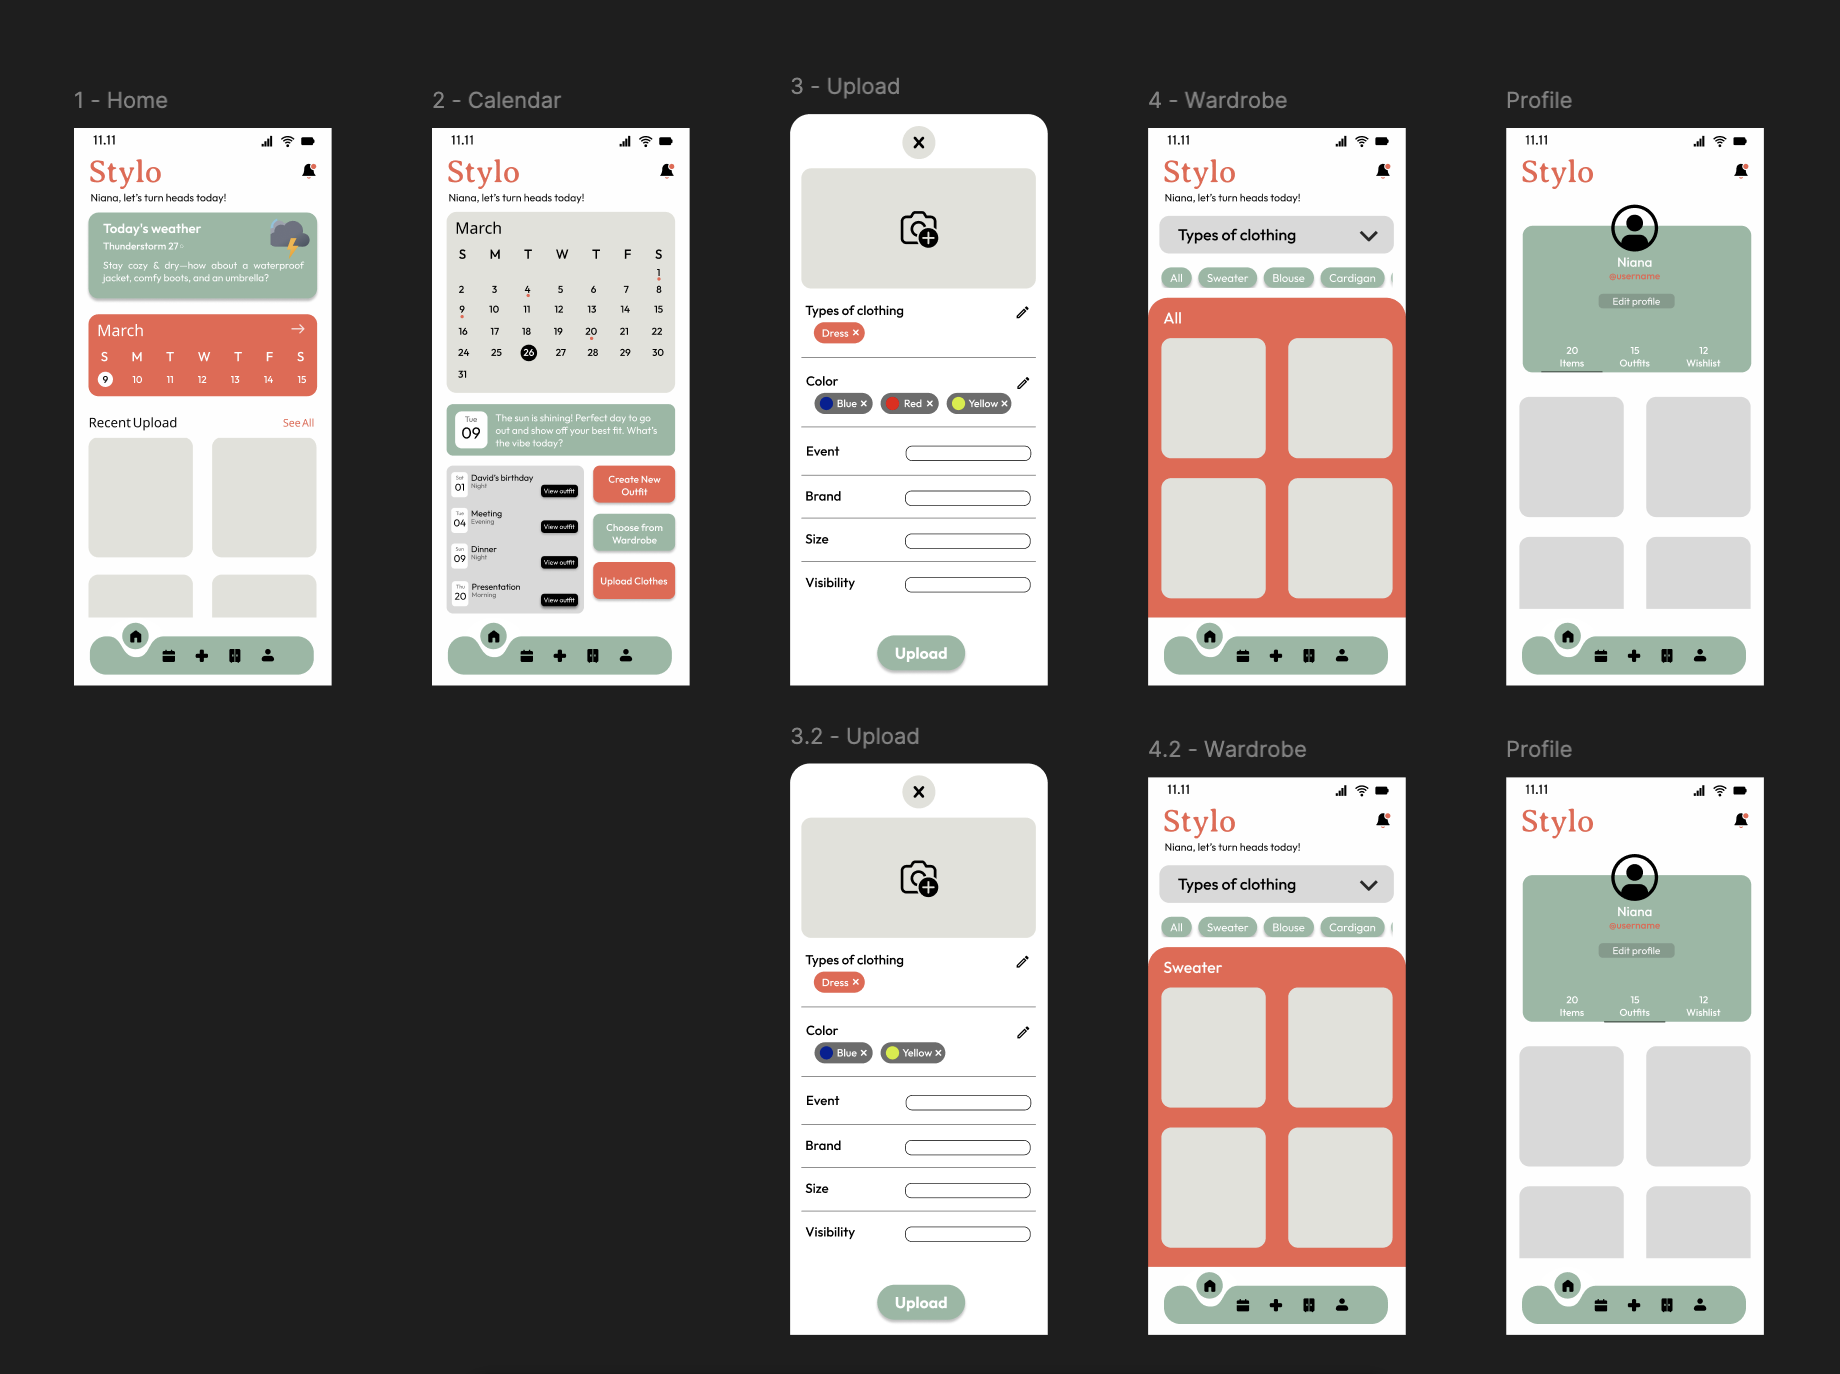 1 - Home
11.11
Stylo
Niana, let's turn heads today!
Today's weather
Thunderstorm 27°
Stay cozy & dry—how about a waterproof
jacket, comfy boots, and an umbrella?
March
S M T W T F S
9 10 11 12 13 14 15
Recent Upload See All
2 - Calendar
11.11
Stylo
Niana, let's turn heads today!
March
S M T W T F S
1
2 3 4 5 6 7 8
9 10 11 12 13 14 15
16 17 18 19 20 21 22
24 25 26 27 28 29 30
31
Tue
09
The sun is shining! Perfect day to go
out and show off your best fit. What's
the vibe today?
Sat
01
David's birthday
Night
View outfit
Tue
04
Meeting
Evening
View outfit
Sun
09
Dinner
Night
View outfit
Thu
20
Presentation
Morning
View outfit
Create New
Outfit
Choose from
Wardrobe
Upload Clothes
3 - Upload
Types of clothing
Dress ×
Color
Blue × Red × Yellow ×
Event
Brand
Size
Visibility
Upload
4 - Wardrobe
11.11
Stylo
Niana, let's turn heads today!
Types of clothing
All Sweater Blouse Cardigan
All
Profile
11.11
Stylo
Niana
@username
Edit profile
20 15 12
Items Outfits Wishlist
3.2 - Upload
Types of clothing
Dress ×
Color
Blue × Yellow ×
Event
Brand
Size
Visibility
Upload
4.2 - Wardrobe
11.11
Stylo
Niana, let's turn heads today!
Types of clothing
All Sweater Blouse Cardigan
Sweater
Profile
11.11
Stylo
Niana
@username
Edit profile
20 15 12
Items Outfits Wishlist